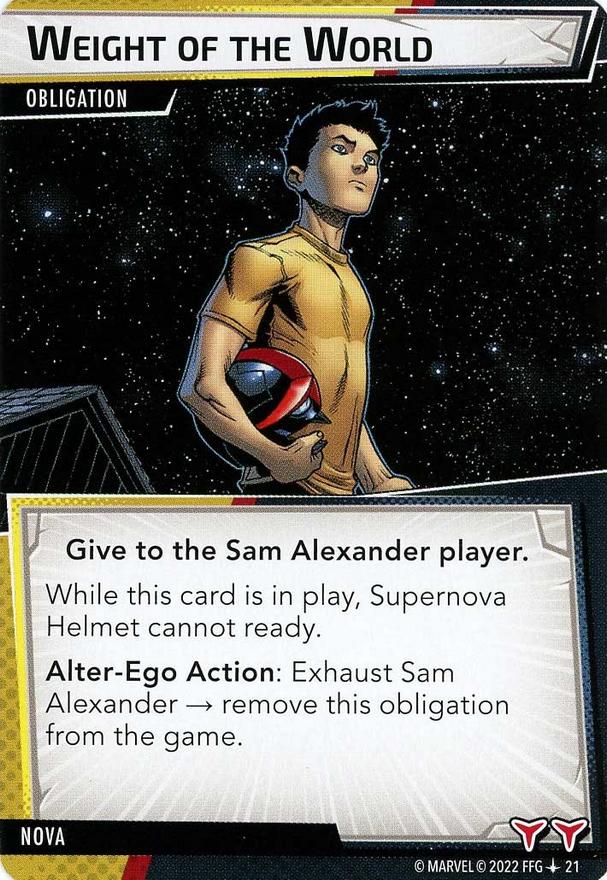 WEIGHT OF THE WORLD
OBLIGATION
Give to the Sam Alexander player.
While this card is in play, Supernova
Helmet cannot ready.
Alter-Ego Action: Exhaust Sam
Alexander → remove this obligation
from the game.
NOVA
© MARVEL © 2022 FFG 21